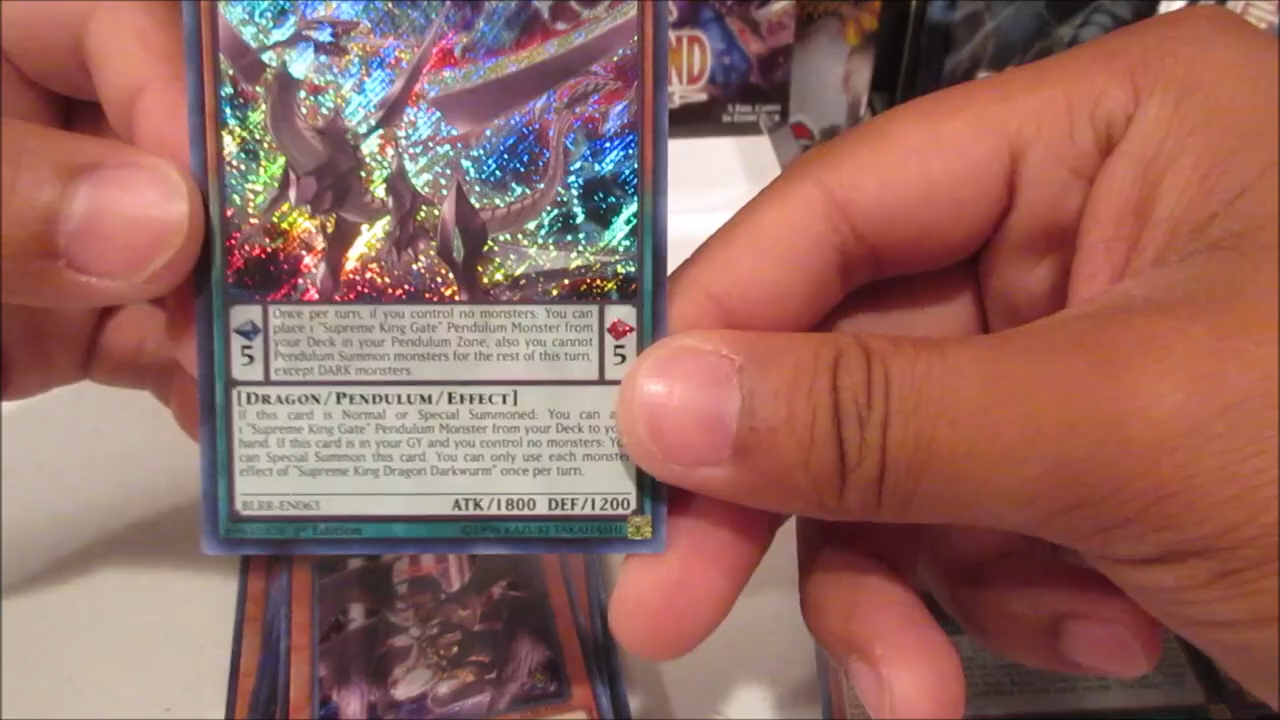 ND
Once per turn, if you control no monsters: You can
place 1 "Supreme King Gate" Pendulum Monster from
your Deck in your Pendulum Zone, also you cannot
Pendulum Summon monsters for the rest of this turn,
except DARK monsters.
5
5
[DRAGON/PENDULUM/EFFECT]
If this card is Normal or Special Summoned: You can a
1 "Supreme King Gate" Pendulum Monster from your Deck to yo
hand. If this card is in your GY and you control no monsters: Yo
can Special Summon this card. You can only use each monste
effect of "Supreme King Dragon Darkwurm" once per turn.
BLRR-EN063
ATK/1800 DEF/1200
1st Edition
©1996 KAZUKI TAKAHASHI